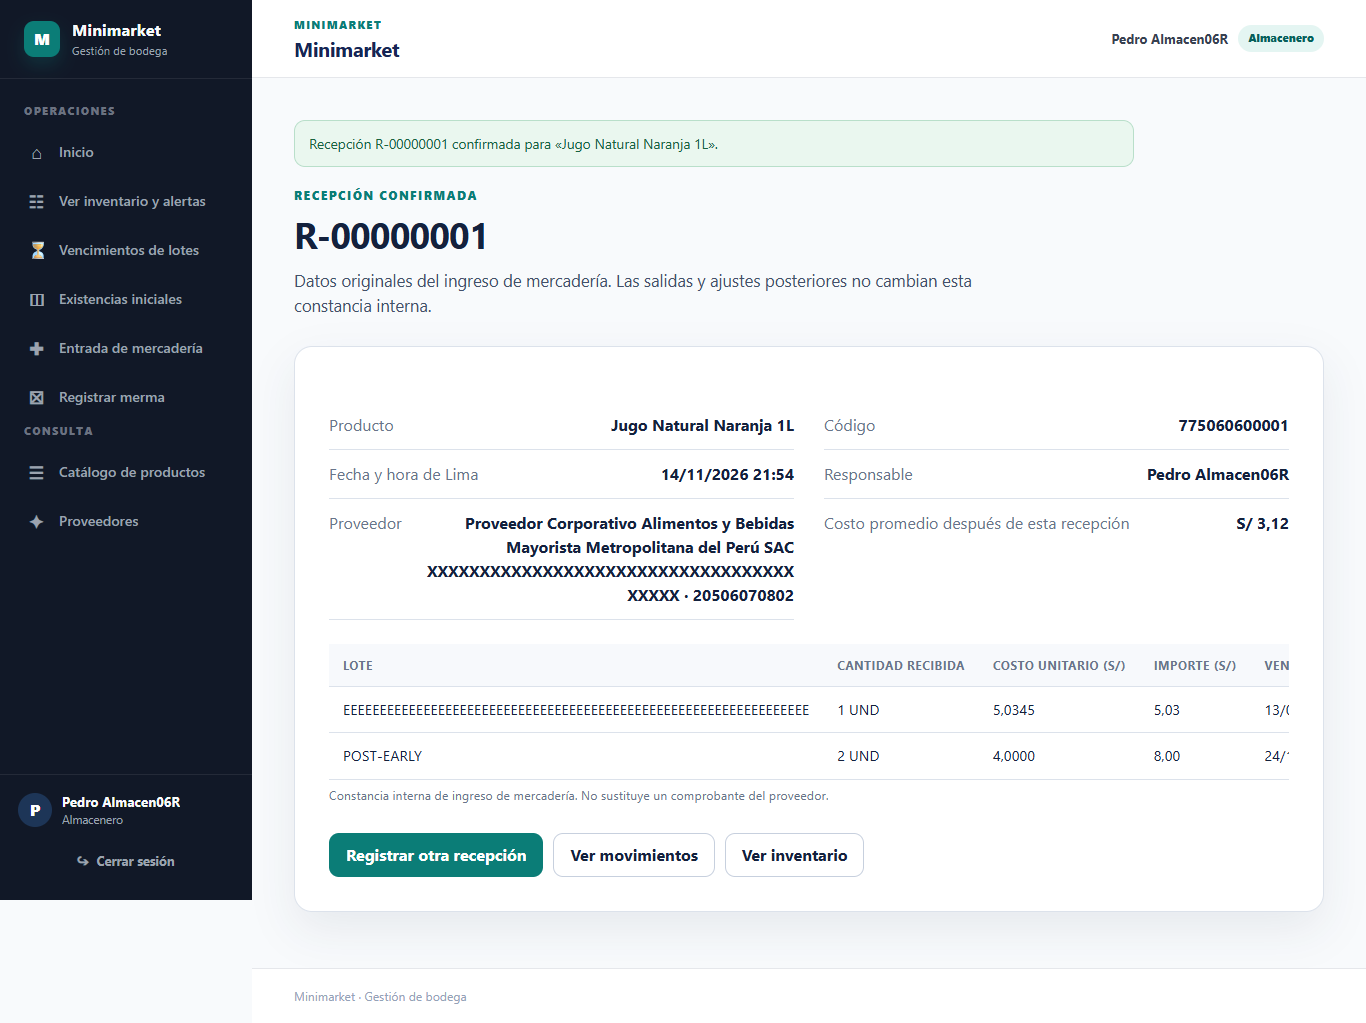 M
Minimarket
Gestión de bodega
OPERACIONES
Inicio
Ver inventario y alertas
Vencimientos de lotes
Existencias iniciales
Entrada de mercadería
Registrar merma
CONSULTA
Catálogo de productos
Proveedores
P
Pedro Almacen06R
Almacenero
Cerrar sesión
MINIMARKET
Minimarket
Pedro Almacen06R
Almacenero
Recepción R-00000001 confirmada para «Jugo Natural Naranja 1L».
RECEPCIÓN CONFIRMADA
R-00000001
Datos originales del ingreso de mercadería. Las salidas y ajustes posteriores no cambian esta
constancia interna.
Producto Jugo Natural Naranja 1L
Código 775060600001
Fecha y hora de Lima 14/11/2026 21:54
Responsable Pedro Almacen06R
Proveedor Proveedor Corporativo Alimentos y Bebidas
Mayorista Metropolitana del Perú SAC
XXXXXXXXXXXXXXXXXXXXXXXXXXXXXXXXXXX
XXXXX · 20506070802
Costo promedio después de esta recepción S/ 3,12
LOTE CANTIDAD RECIBIDA COSTO UNITARIO (S/) IMPORTE (S/) VEN
EEEEEEEEEEEEEEEEEEEEEEEEEEEEEEEEEEEEEEEEEEEEEEEEEEEEEEEEEEEEEEEE 1 UND 5,0345 5,03 13/0
POST-EARLY 2 UND 4,0000 8,00 24/1
Constancia interna de ingreso de mercadería. No sustituye un comprobante del proveedor.
Registrar otra recepción
Ver movimientos
Ver inventario
Minimarket · Gestión de bodega